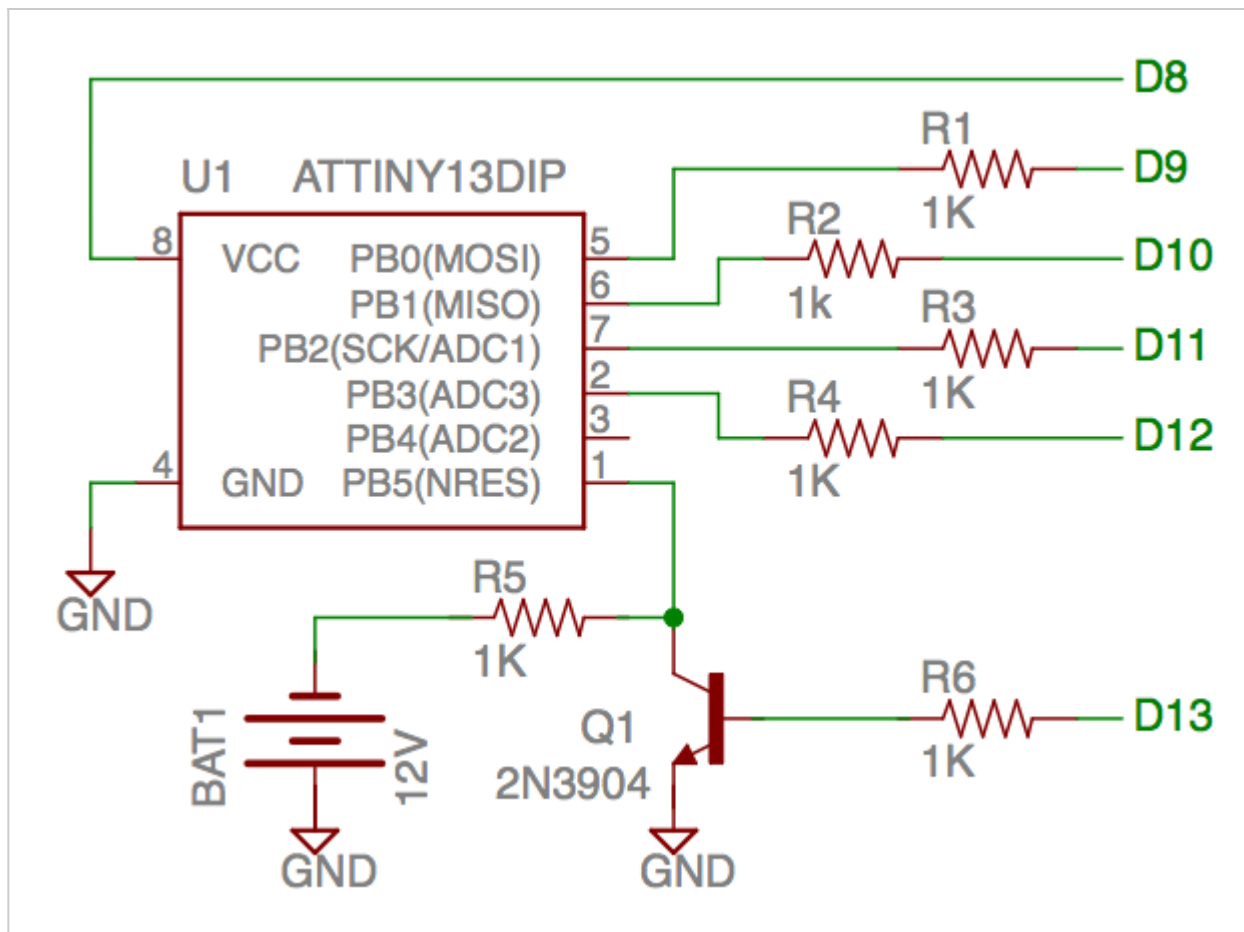 D8
R1
D9
U1 ATTINY13DIP
1K
R2
8 VCC PB0(MOSI) 5
D10
PB1(MISO) 6
1k
R3
PB2(SCK/ADC1) 7
D11
PB3(ADC3) 2
R4
1K
PB4(ADC2) 3
D12
4 GND PB5(NRES) 1
1K
R5
GND
1K
R6
BAT1
12V
Q1
D13
2N3904
1K
GND
GND